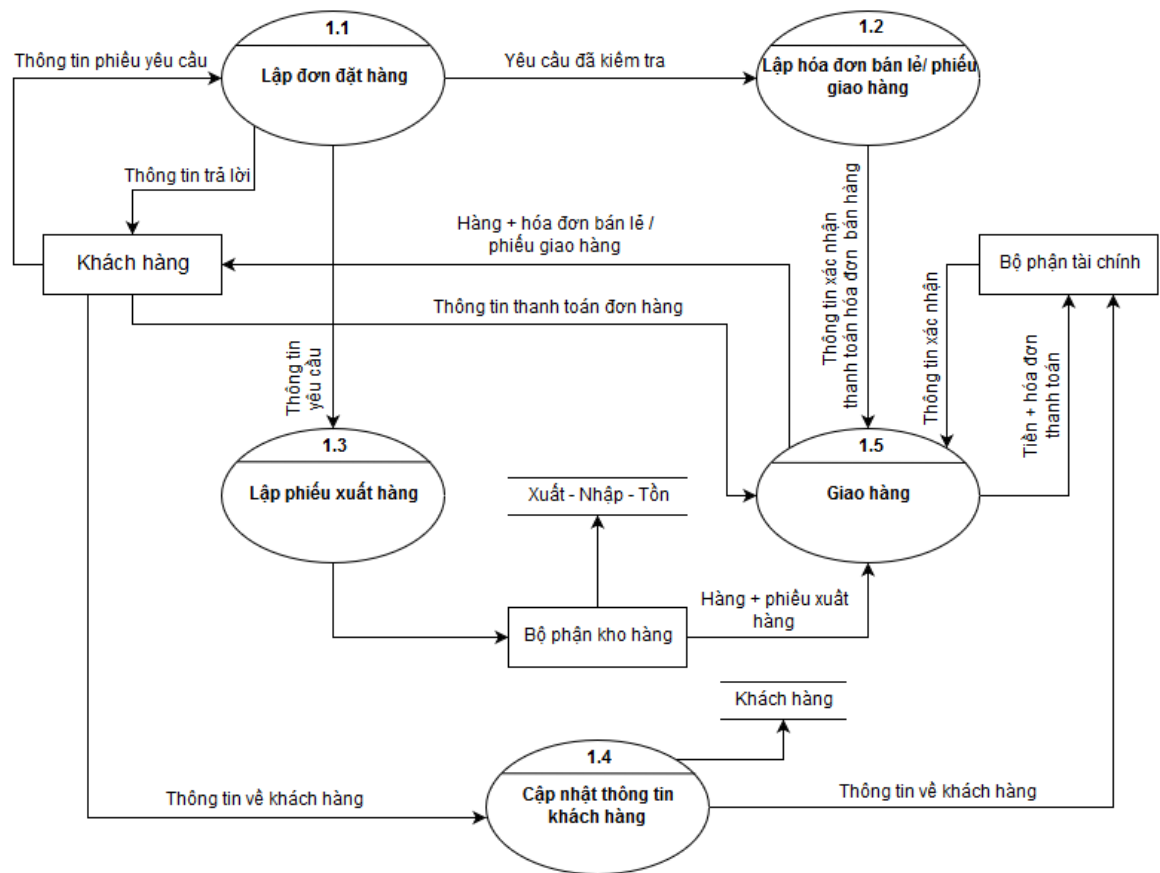 1.1
1.2
Thông tin phiếu yêu cầu
Lập đơn đặt hàng
Yêu cầu đã kiểm tra
Lập hóa đơn bán lẻ/ phiếu
giao hàng
Thông tin trả lời
Hàng + hóa đơn bán lẻ /
phiếu giao hàng
Thông tin xác nhận
thanh toán hóa đơn bán hàng
Khách hàng
Bộ phận tài chính
Thông tin thanh toán đơn hàng
Thông tin xác nhận
Tiền + hóa đơn
thanh toán
Thông tin
yêu cầu
1.3
1.5
Lập phiếu xuất hàng
Xuất - Nhập - Tồn
Giao hàng
Hàng + phiếu xuất
hàng
Bộ phận kho hàng
Khách hàng
1.4
Cập nhật thông tin
khách hàng
Thông tin về khách hàng
Thông tin về khách hàng